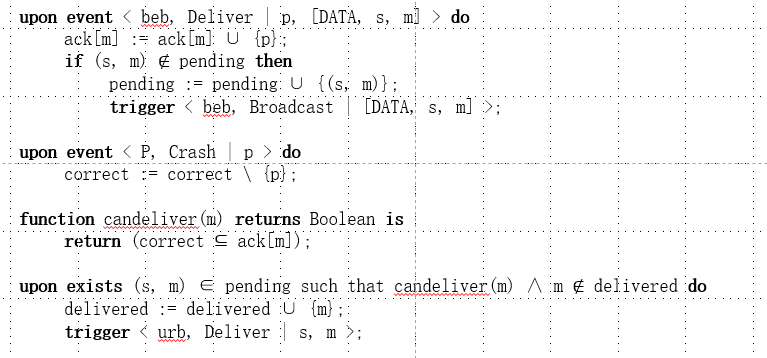 upon event < beb, Deliver | p, [DATA, s, m] > do
ack[m] := ack[m] ∪ {p};
if (s, m) ∉ pending then
pending := pending ∪ {(s, m)};
trigger < beb, Broadcast | [DATA, s, m] >;
upon event < P, Crash | p > do
correct := correct \ {p};
function candeliver(m) returns Boolean is
return (correct ⊆ ack[m]);
upon exists (s, m) ∈ pending such that candeliver(m) ∧ m ∉ delivered do
delivered := delivered ∪ {m};
trigger < urb, Deliver | s, m >;